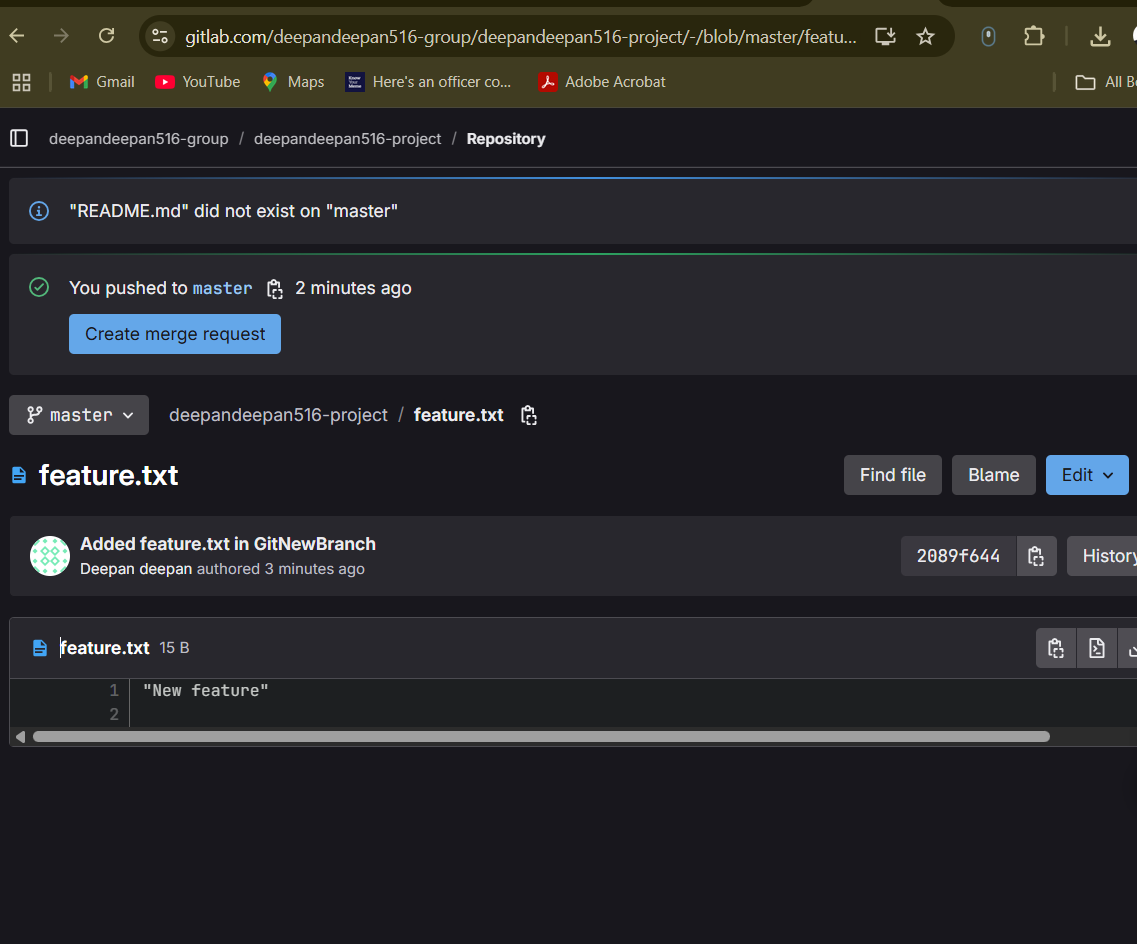 gitlab.com/deepandeepan516-group/deepandeepan516-project/-/blob/master/featu...
Gmail YouTube Maps Here's an officer co... Adobe Acrobat All Bo
deepandeepan516-group / deepandeepan516-project / Repository
"README.md" did not exist on "master"
You pushed to master 2 minutes ago
Create merge request
master deepandeepan516-project / feature.txt
feature.txt Find file Blame Edit
Added feature.txt in GitNewBranch
Deepan deepan authored 3 minutes ago
2089f644 History
feature.txt 15 B
1 "New feature"
2